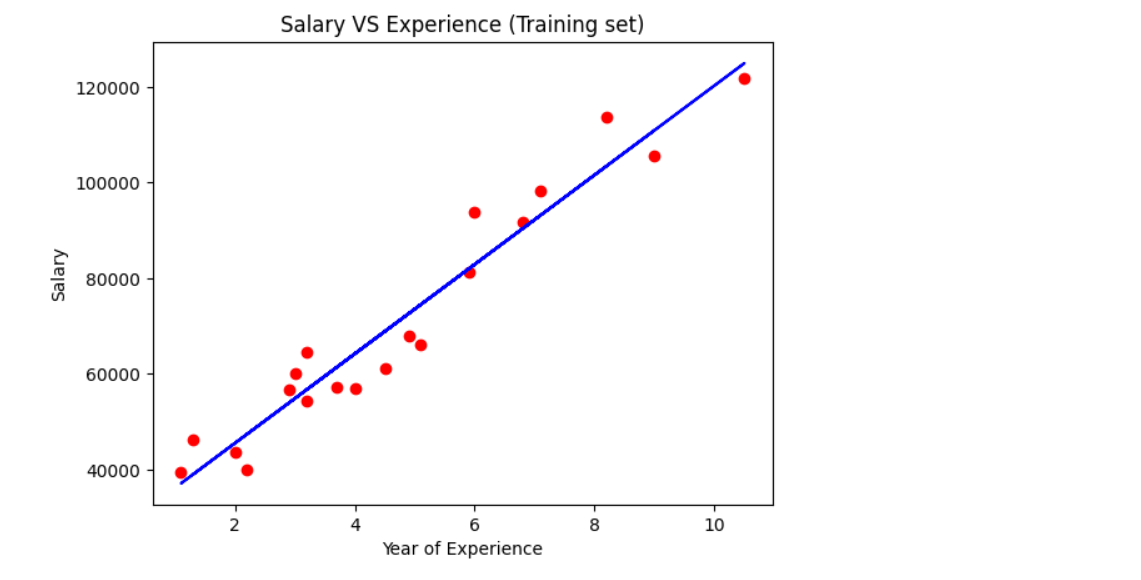 Salary VS Experience (Training set)
120000
100000
80000
60000
40000
Salary
2 4 6 8 10
Year of Experience